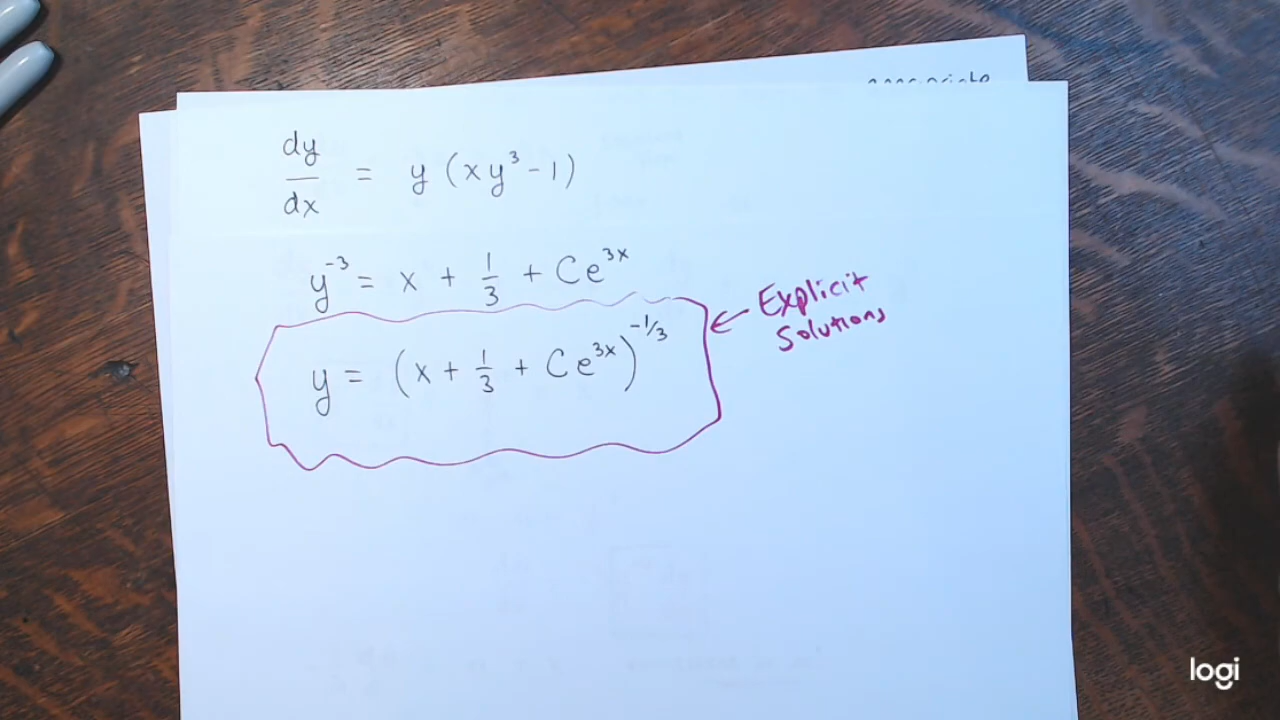 dy/dx = y (xy³ - 1)
y⁻³ = x + 1/3 + Ce³ˣ
y = (x + 1/3 + Ce³ˣ)^(-1/3)
Explicit
Solutions
logi